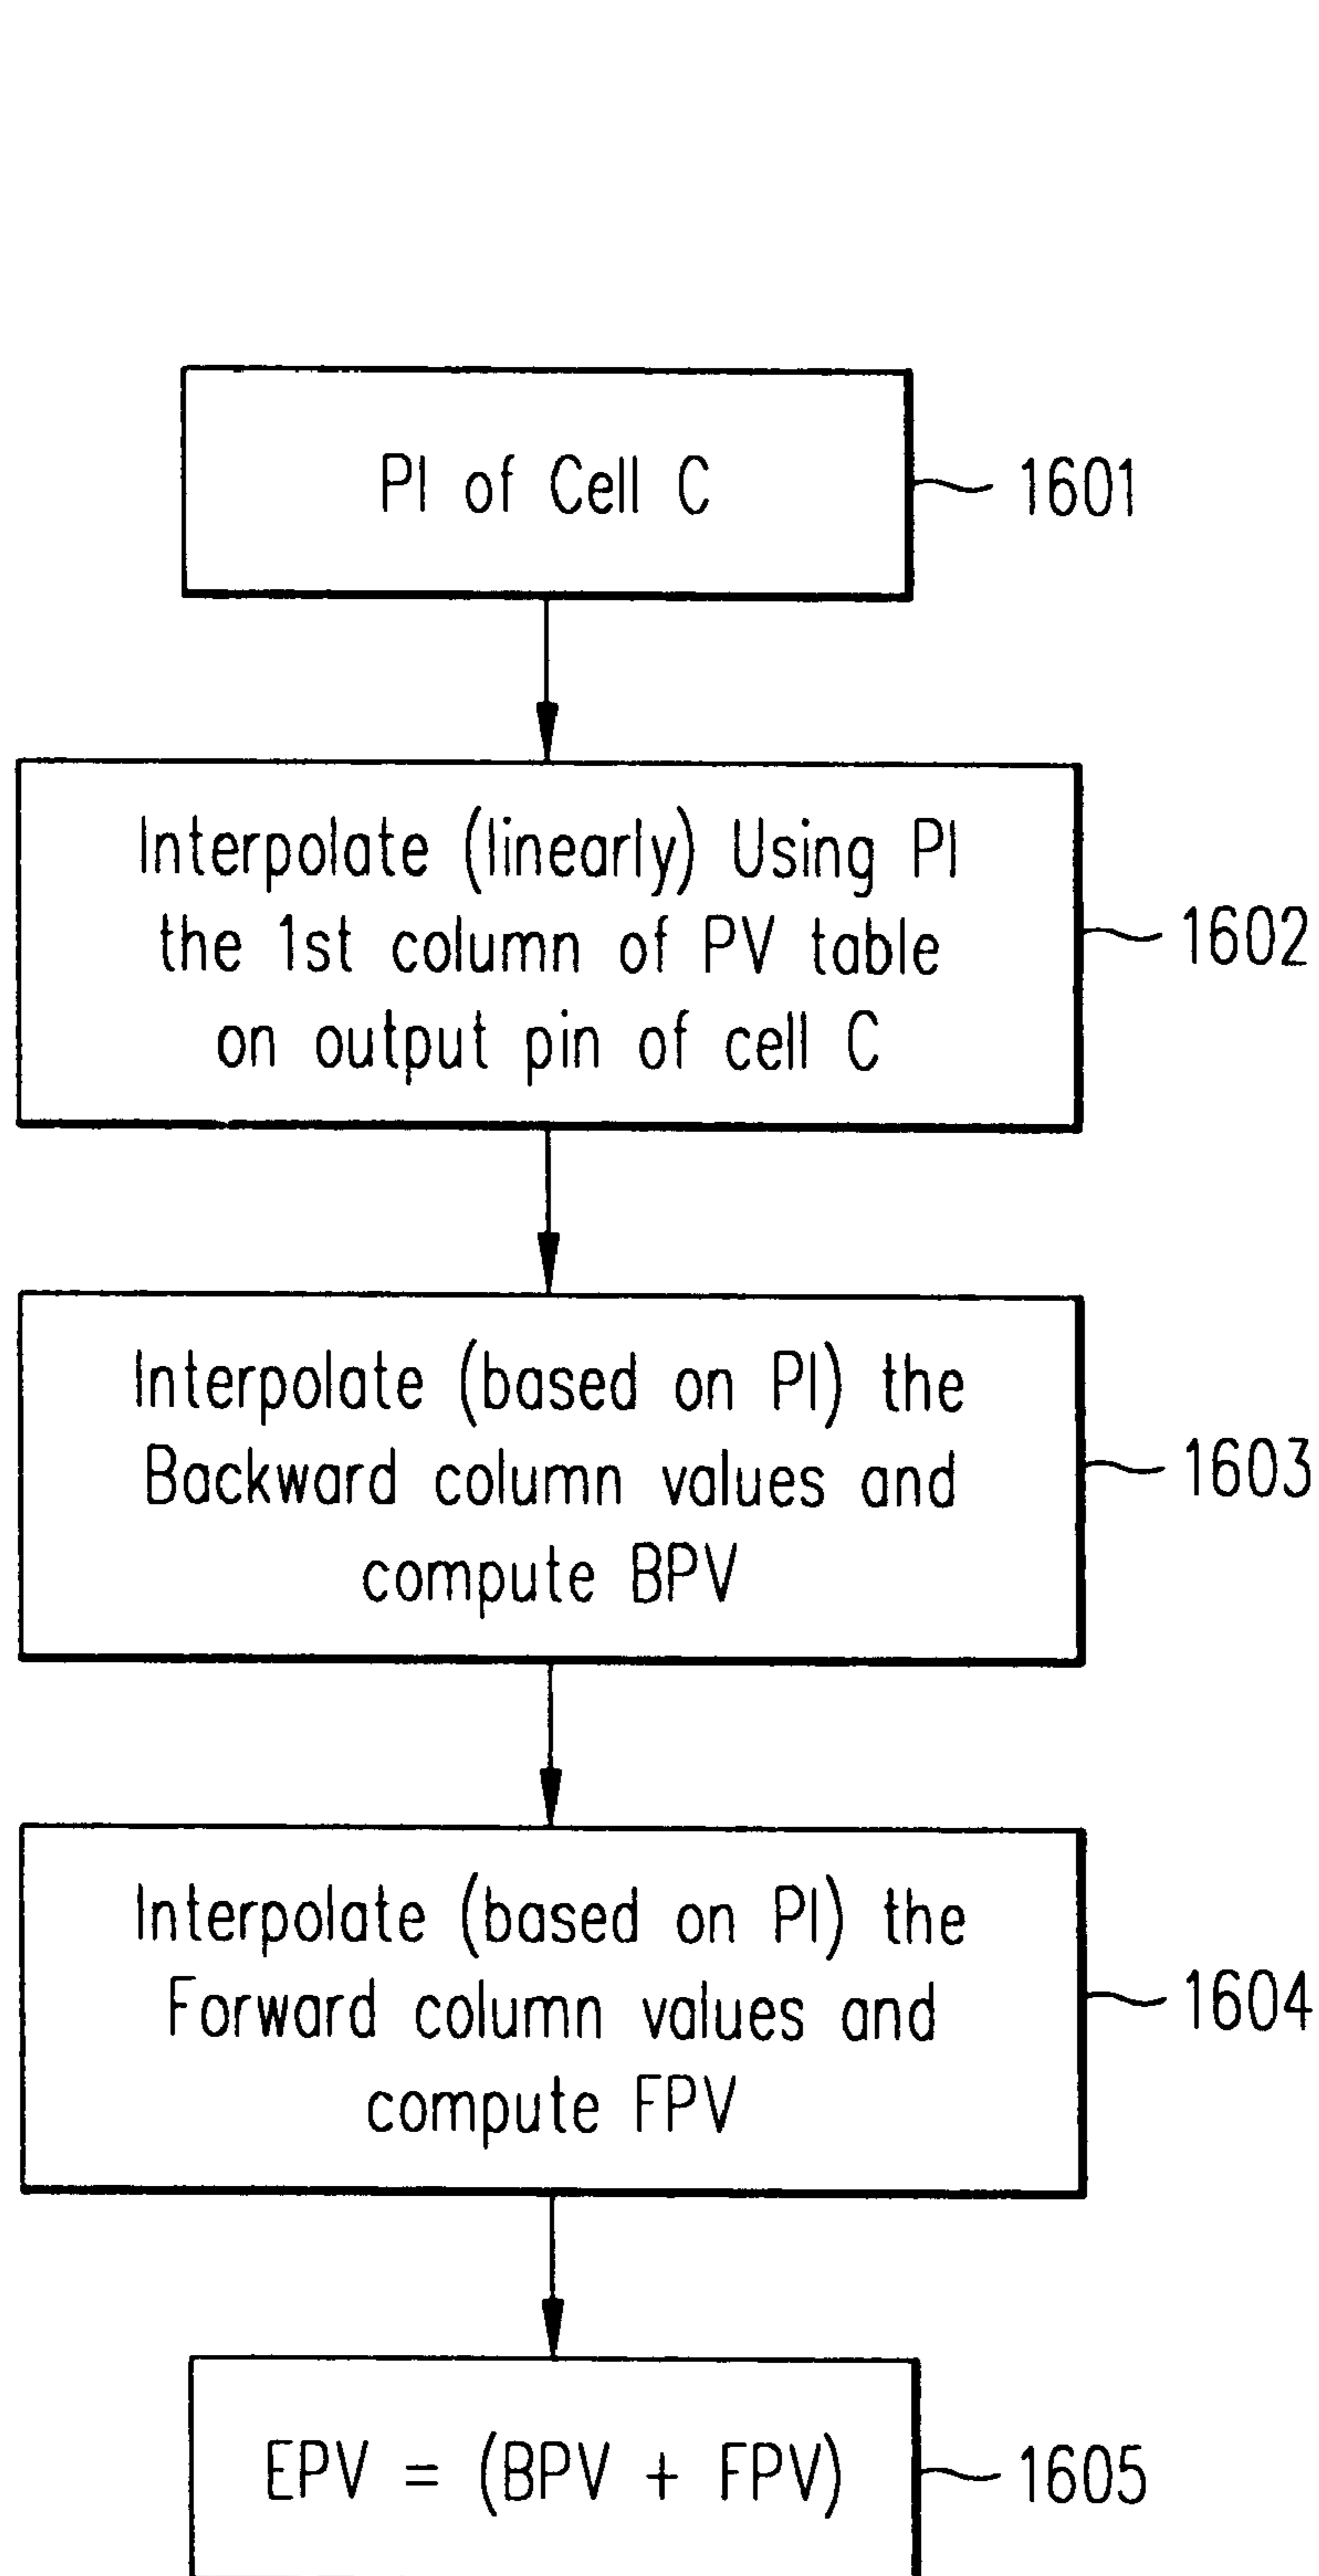 PI of Cell C
1601
Interpolate (linearly) Using PI
the 1st column of PV table
on output pin of cell C
1602
Interpolate (based on PI) the
Backward column values and
compute BPV
1603
Interpolate (based on PI) the
Forward column values and
compute FPV
1604
EPV = (BPV + FPV)
1605